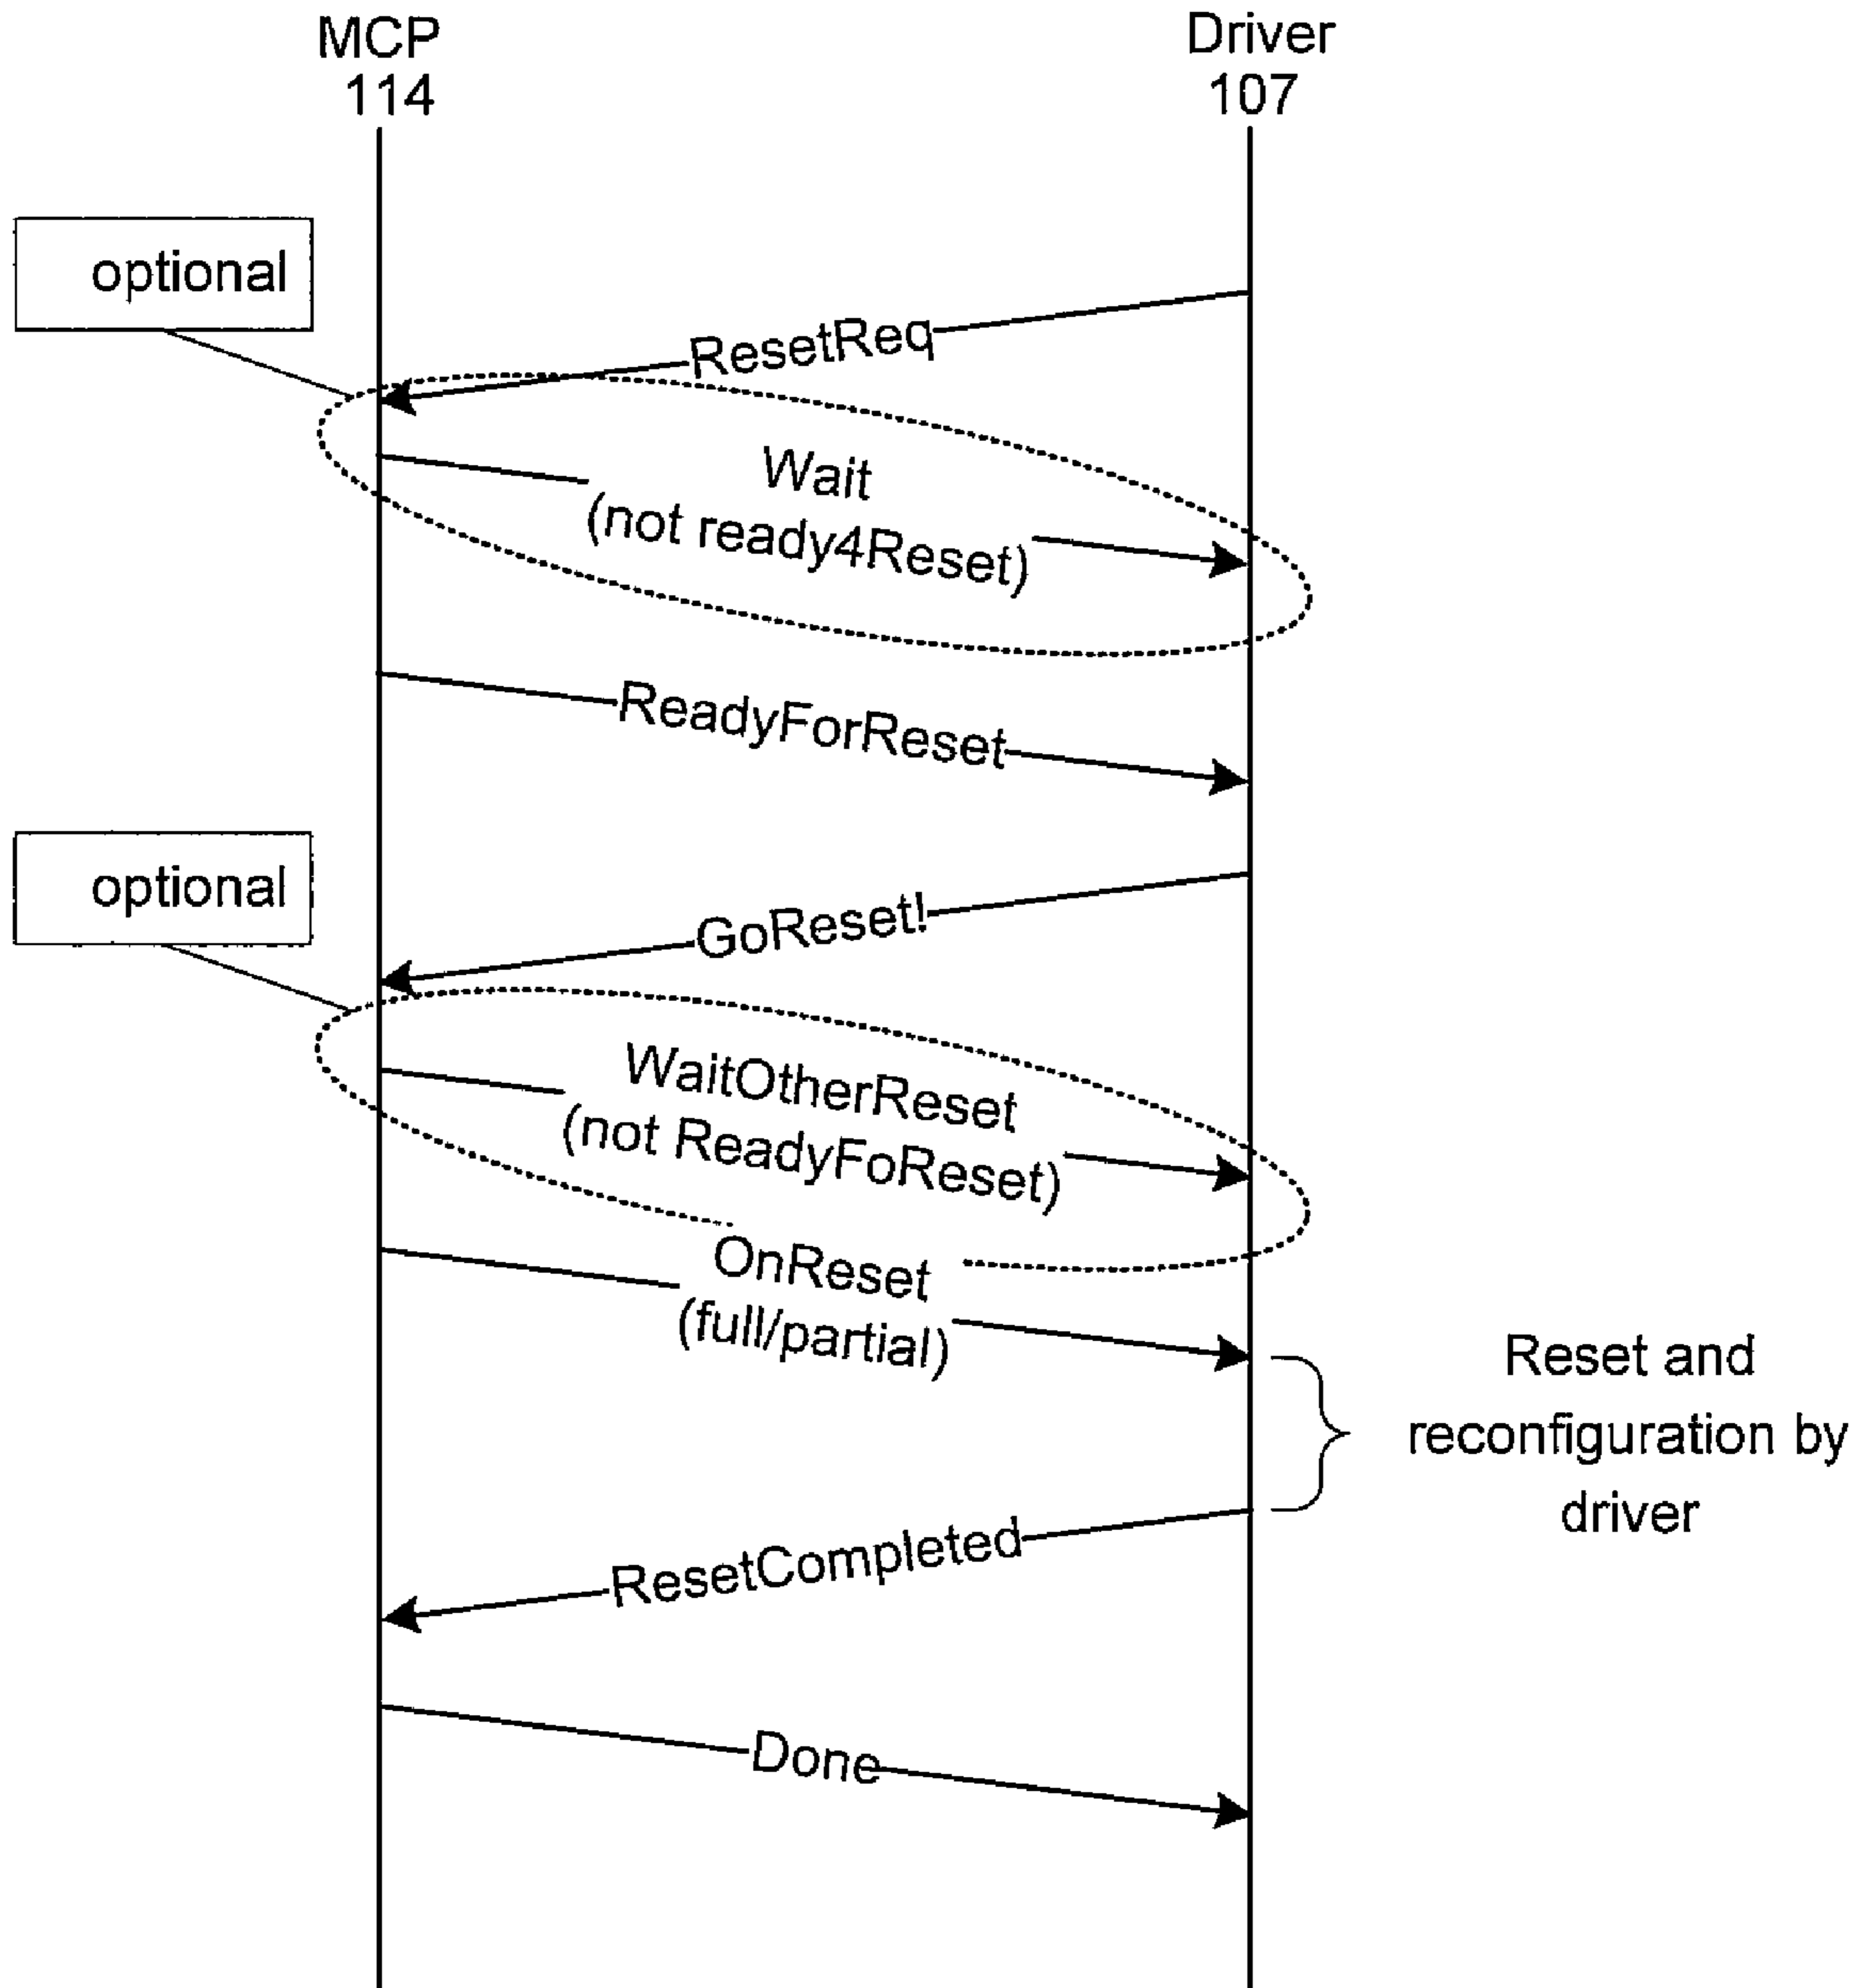 MCP
114
Driver
107
optional
ResetReq
Wait
(not ready4Reset)
ReadyForReset
optional
GoReset!
WaitOtherReset
(not ReadyFoReset)
OnReset
(full/partial)
Reset and
reconfiguration by
driver
ResetCompleted
Done